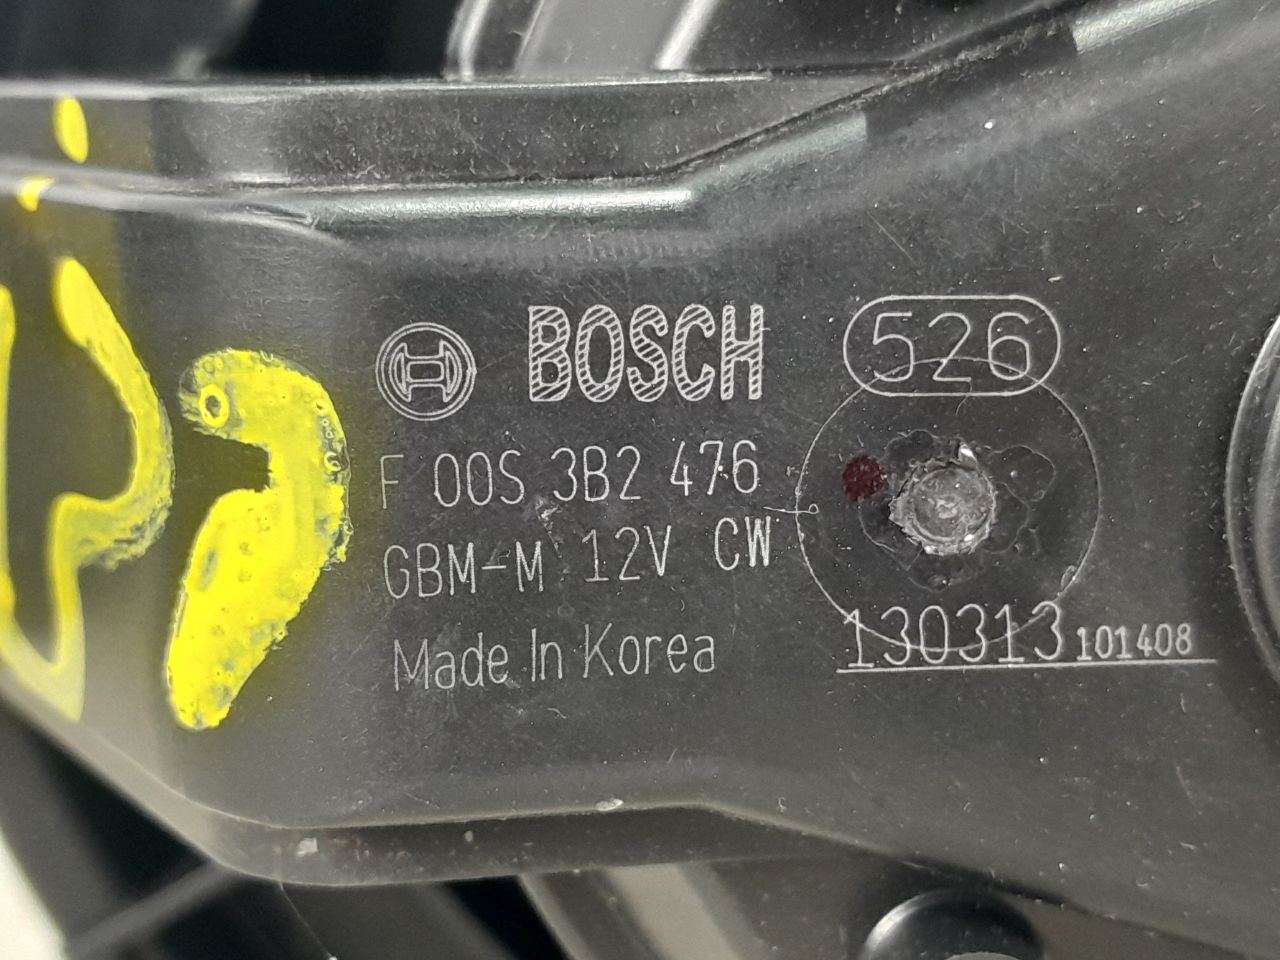 BOSCH 526
F 00S 3B2 476
GBM-M 12V CW
Made In Korea
130313 101408